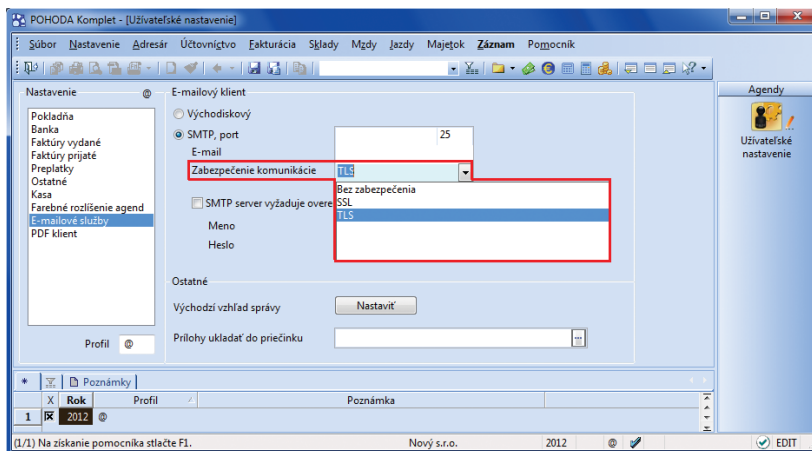 POHODA Komplet - [Užívateľské nastavenie]
Súbor Nastavenie Adresár Účtovníctvo Fakturácia Sklady Mzdy Jazdy Majetok Záznam Pomocník
Nastavenie @
Pokladňa
Banka
Faktúry vydané
Faktúry prijaté
Preplatky
Ostatné
Kasa
Farebné rozlíšenie agend
E-mailové služby
PDF klient
Profil @
E-mailový klient
Východiskový
SMTP, port 25
E-mail
Zabezpečenie komunikácie TLS
Bez zabezpečenia
SSL
TLS
SMTP server vyžaduje overe
Meno
Heslo
Ostatné
Východzí vzhľad správy Nastaviť
Prílohy ukladať do priečinku ...
Agendy
Užívateľské
nastavenie
* Poznámky
X Rok Profil Poznámka
1 2012 @
(1/1) Na získanie pomocníka stlačte F1. Nový s.r.o. 2012 @ EDIT